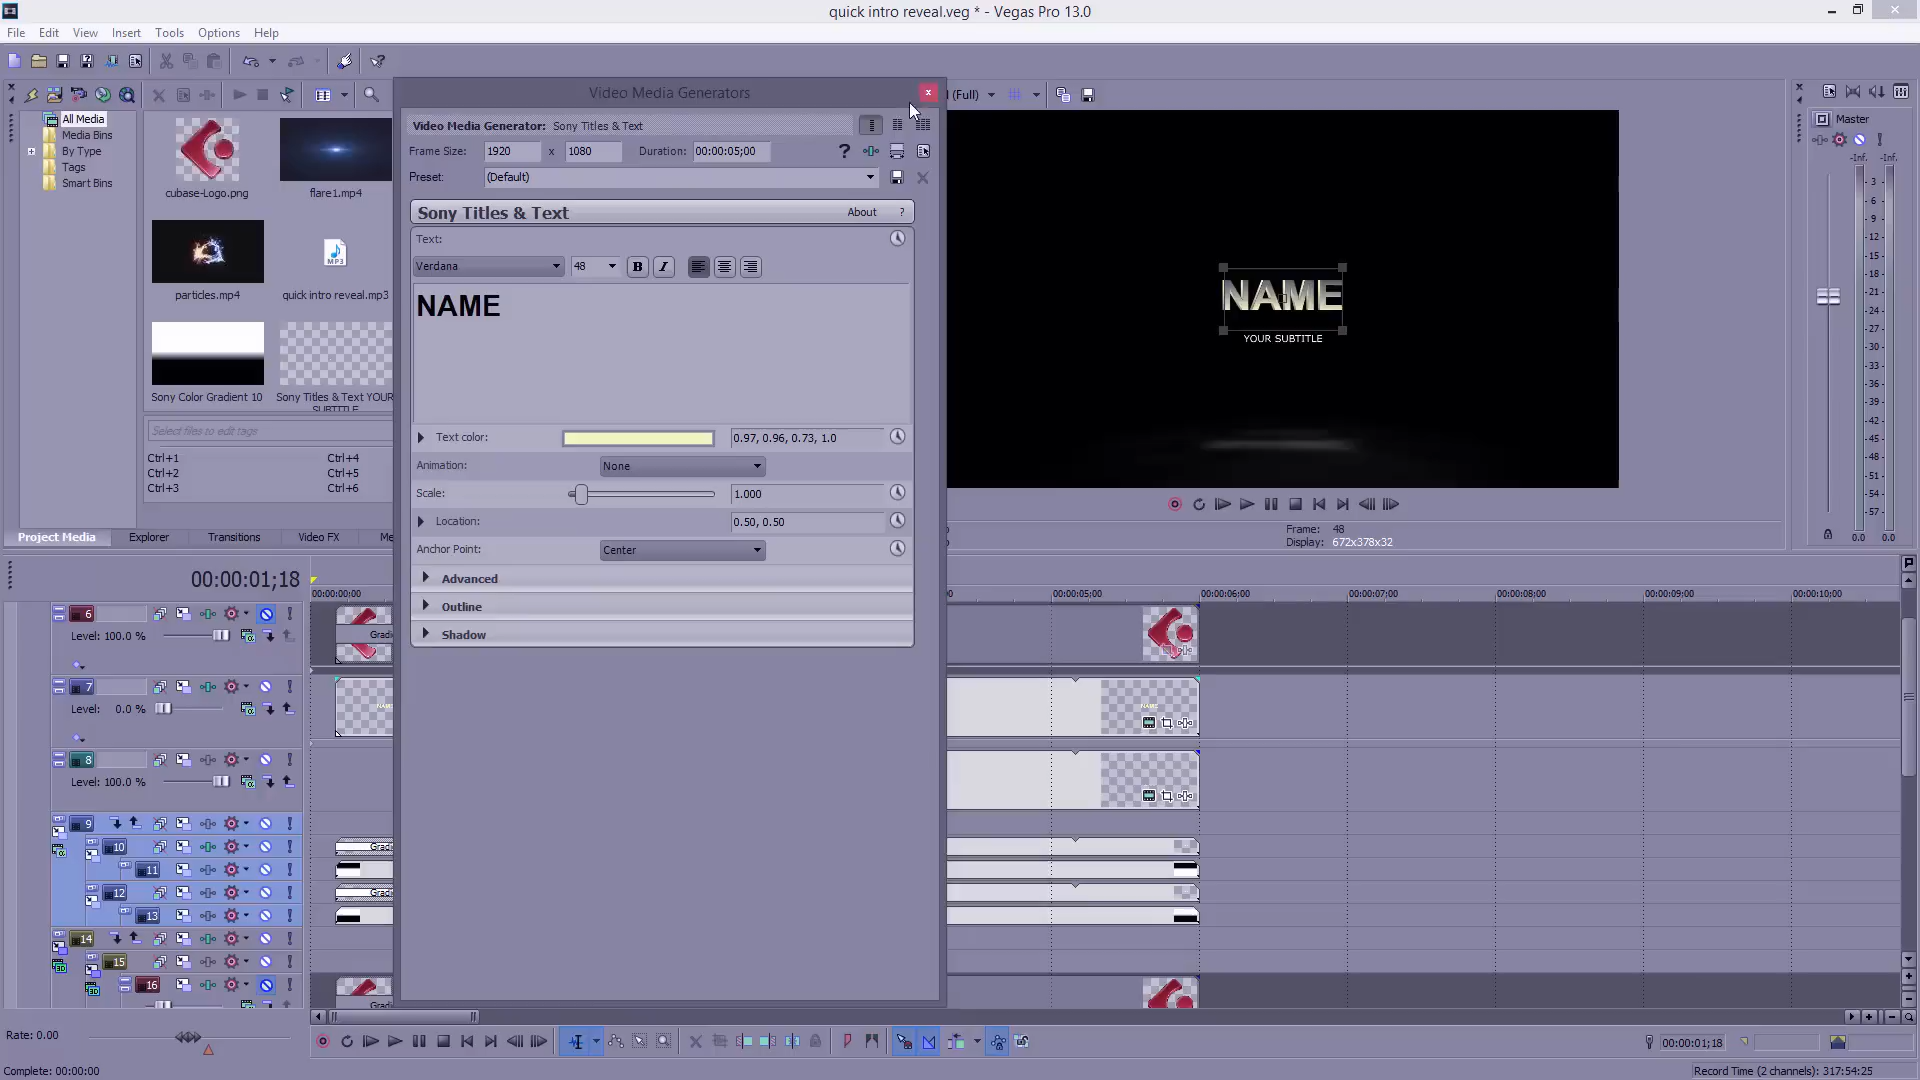 quick intro reveal.veg * - Vegas Pro 13.0
File Edit View Insert Tools Options Help
Video Media Generators
(Full)
Video Media Generator: Sony Titles & Text
Frame Size: 1920 x 1080 Duration: 00:00:05;00
Preset: (Default)
Sony Titles & Text About ?
Text:
Verdana 48 B I
NAME
Text color: 0.97, 0.96, 0.73, 1.0
Animation: None
Scale: 1.000
Location: 0.50, 0.50
Anchor Point: Center
Advanced
Outline
Shadow
All Media
Media Bins
By Type
Tags
Smart Bins
cubase-Logo.png
flare1.mp4
particles.mp4
MP3
quick intro reveal.mp3
Sony Color Gradient 10
Sony Titles & Text YOUR
SUBTITLE
Select files to edit tags
Ctrl+1 Ctrl+4
Ctrl+2 Ctrl+5
Ctrl+3 Ctrl+6
Project Media Explorer Transitions Video FX Me
NAME
YOUR SUBTITLE
Frame: 48
Display: 672x378x32
Master
-Inf. -Inf.
- 3 -
- 6 -
- 9 -
-12-
-15-
-18-
-21-
-24-
-27-
-30-
-33-
-36-
-39-
-42-
-45-
-48-
-51-
-54-
-57-
0.0 0.0
00:00:01;18
00:00:00;00 00:00:05;00 00:00:06;00 00:00:07;00 00:00:08;00 00:00:09;00 00:00:10;00
6
Level: 100.0 %
Gradi
7
Level: 0.0 %
NAME
NAME
8
Level: 100.0 %
9
10
Gradi
11
12
Gradi
13
14
15
16
Gradi
Rate: 0.00
00:00:01;18
Complete: 00:00:00
Record Time (2 channels): 317:54:25